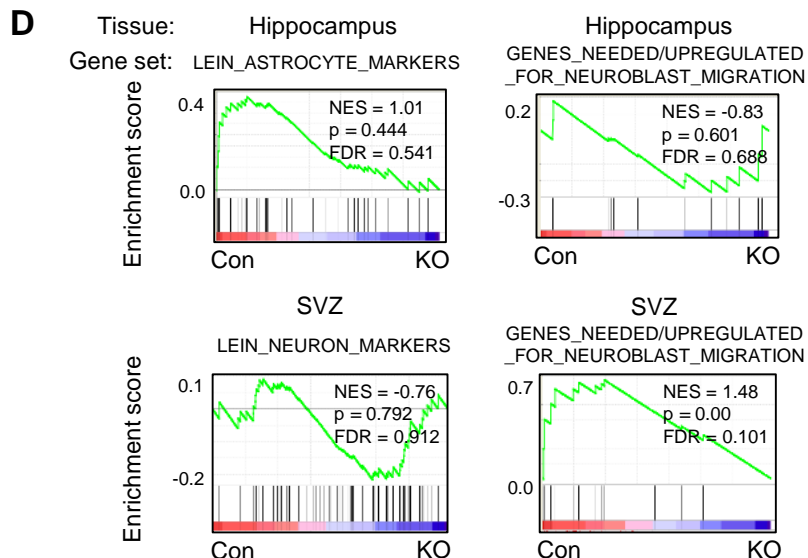 D
Tissue: Hippocampus Hippocampus
Gene set: LEIN_ASTROCYTE_MARKERS
GENES_NEEDED/UPREGULATED
_FOR_NEUROBLAST_MIGRATION
Enrichment score
0.4
0.0
NES = 1.01
p = 0.444
FDR = 0.541
Con KO
0.2
-0.3
NES = -0.83
p = 0.601
FDR = 0.688
Con KO
SVZ
LEIN_NEURON_MARKERS
Enrichment score
0.1
-0.2
NES = -0.76
p = 0.792
FDR = 0.912
Con KO
SVZ
GENES_NEEDED/UPREGULATED
_FOR_NEUROBLAST_MIGRATION
0.7
0.0
NES = 1.48
p = 0.00
FDR = 0.101
Con KO